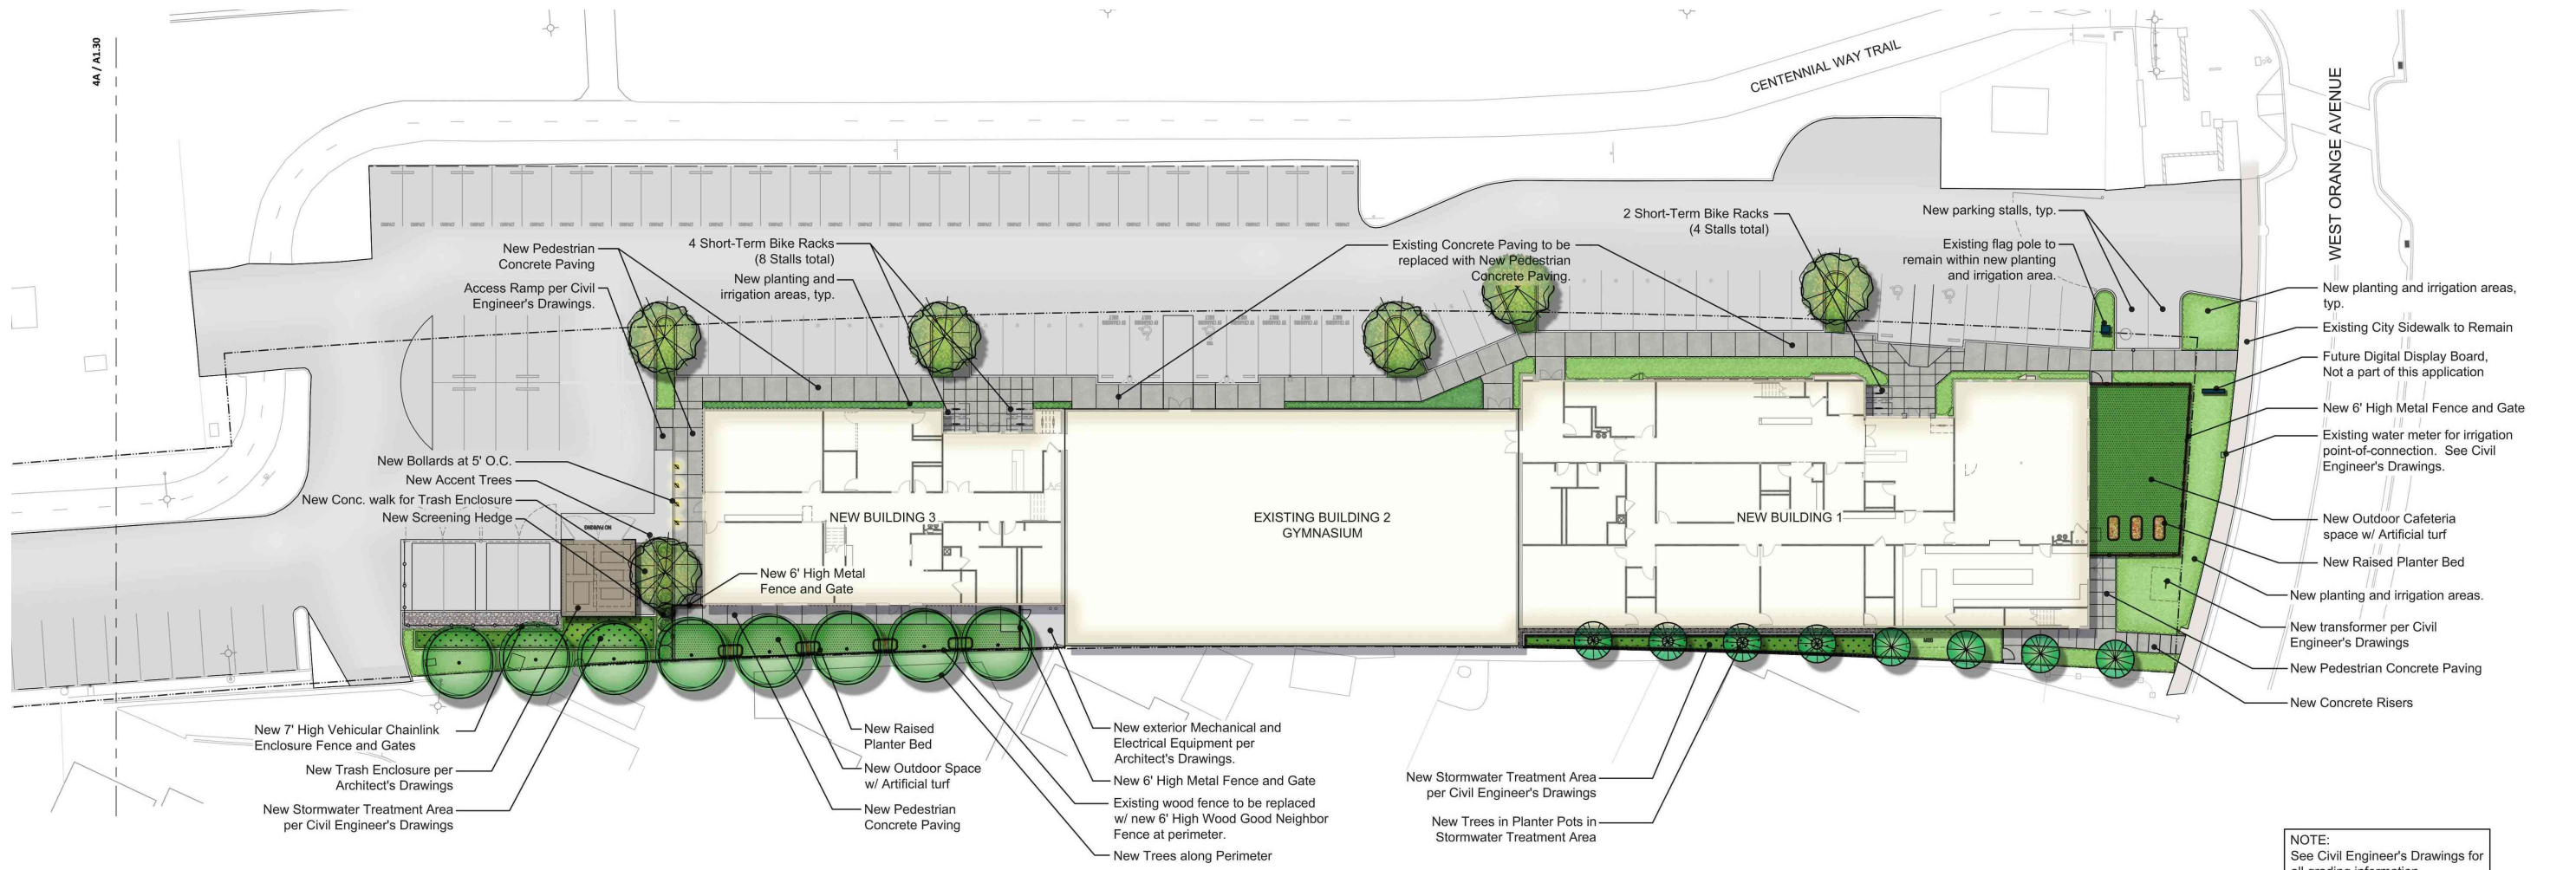 4A / A1.30
CENTENNIAL WAY TRAIL
WEST ORANGE AVENUE
New Pedestrian
Concrete Paving
Access Ramp per Civil
Engineer's Drawings.
4 Short-Term Bike Racks
(8 Stalls total)
New planting and
irrigation areas, typ.
Existing Concrete Paving to be
replaced with New Pedestrian
Concrete Paving.
2 Short-Term Bike Racks
(4 Stalls total)
New parking stalls, typ.
Existing flag pole to
remain within new planting
and irrigation area.
New planting and irrigation areas,
typ.
Existing City Sidewalk to Remain
Future Digital Display Board,
Not a part of this application
New 6' High Metal Fence and Gate
Existing water meter for irrigation
point-of-connection. See Civil
Engineer's Drawings.
New Outdoor Cafeteria
space w/ Artificial turf
New Raised Planter Bed
New planting and irrigation areas.
New transformer per Civil
Engineer's Drawings
New Pedestrian Concrete Paving
New Concrete Risers
New Bollards at 5' O.C.
New Accent Trees
New Conc. walk for Trash Enclosure
New Screening Hedge
NO PARKING
NEW BUILDING 3
EXISTING BUILDING 2
GYMNASIUM
NEW BUILDING 1
New 6' High Metal
Fence and Gate
New 7' High Vehicular Chainlink
Enclosure Fence and Gates
New Trash Enclosure per
Architect's Drawings
New Stormwater Treatment Area
per Civil Engineer's Drawings
New Raised
Planter Bed
New Outdoor Space
w/ Artificial turf
New Pedestrian
Concrete Paving
New exterior Mechanical and
Electrical Equipment per
Architect's Drawings.
New 6' High Metal Fence and Gate
Existing wood fence to be replaced
w/ new 6' High Wood Good Neighbor
Fence at perimeter.
New Trees along Perimeter
New Stormwater Treatment Area
per Civil Engineer's Drawings
New Trees in Planter Pots in
Stormwater Treatment Area
NOTE:
See Civil Engineer's Drawings for
all grading information